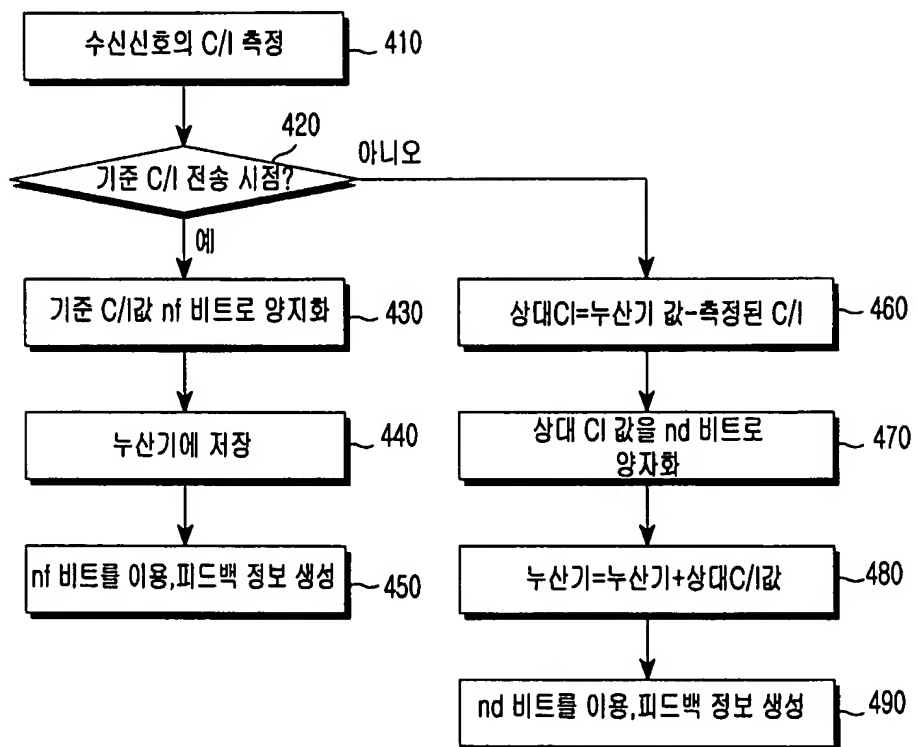 수신신호의 C/I 측정
410
420
기준 C/I 전송 시점?
아니오
예
기준 C/I값 nf 비트로 양지화
430
누산기에 저장
440
nf 비트를 이용,피드백 정보 생성
450
상대CI=누산기 값-측정된 C/I
460
상대 CI 값을 nd 비트로
양자화
470
누산기=누산기+상대C/I값
480
nd 비트를 이용,피드백 정보 생성
490